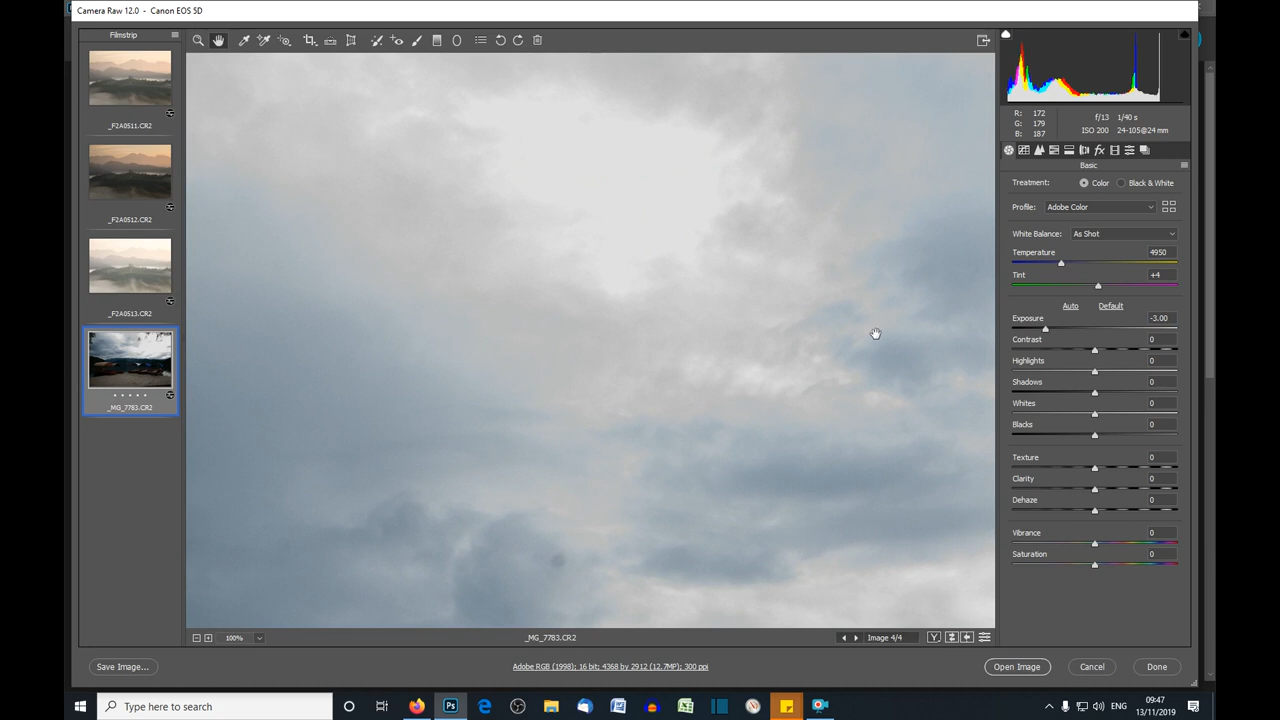 Camera Raw 12.0 - Canon EOS 5D
Filmstrip
_F2A0511.CR2
_F2A0512.CR2
_F2A0513.CR2
_MG_7783.CR2
R: 172
G: 179
B: 187
f/13 1/40 s
ISO 200 24-105@24 mm
Basic
Treatment: Color Black & White
Profile: Adobe Color
White Balance: As Shot
Temperature 4950
Tint +4
Auto Default
Exposure -3.00
Contrast 0
Highlights 0
Shadows 0
Whites 0
Blacks 0
Texture 0
Clarity 0
Dehaze 0
Vibrance 0
Saturation 0
100% _MG_7783.CR2 Image 4/4 Y
Save Image... Adobe RGB (1998); 16 bit; 4368 by 2912 (12.7MP); 300 ppi Open Image Cancel Done
Type here to search
Ps
ENG
09:47
13/11/2019